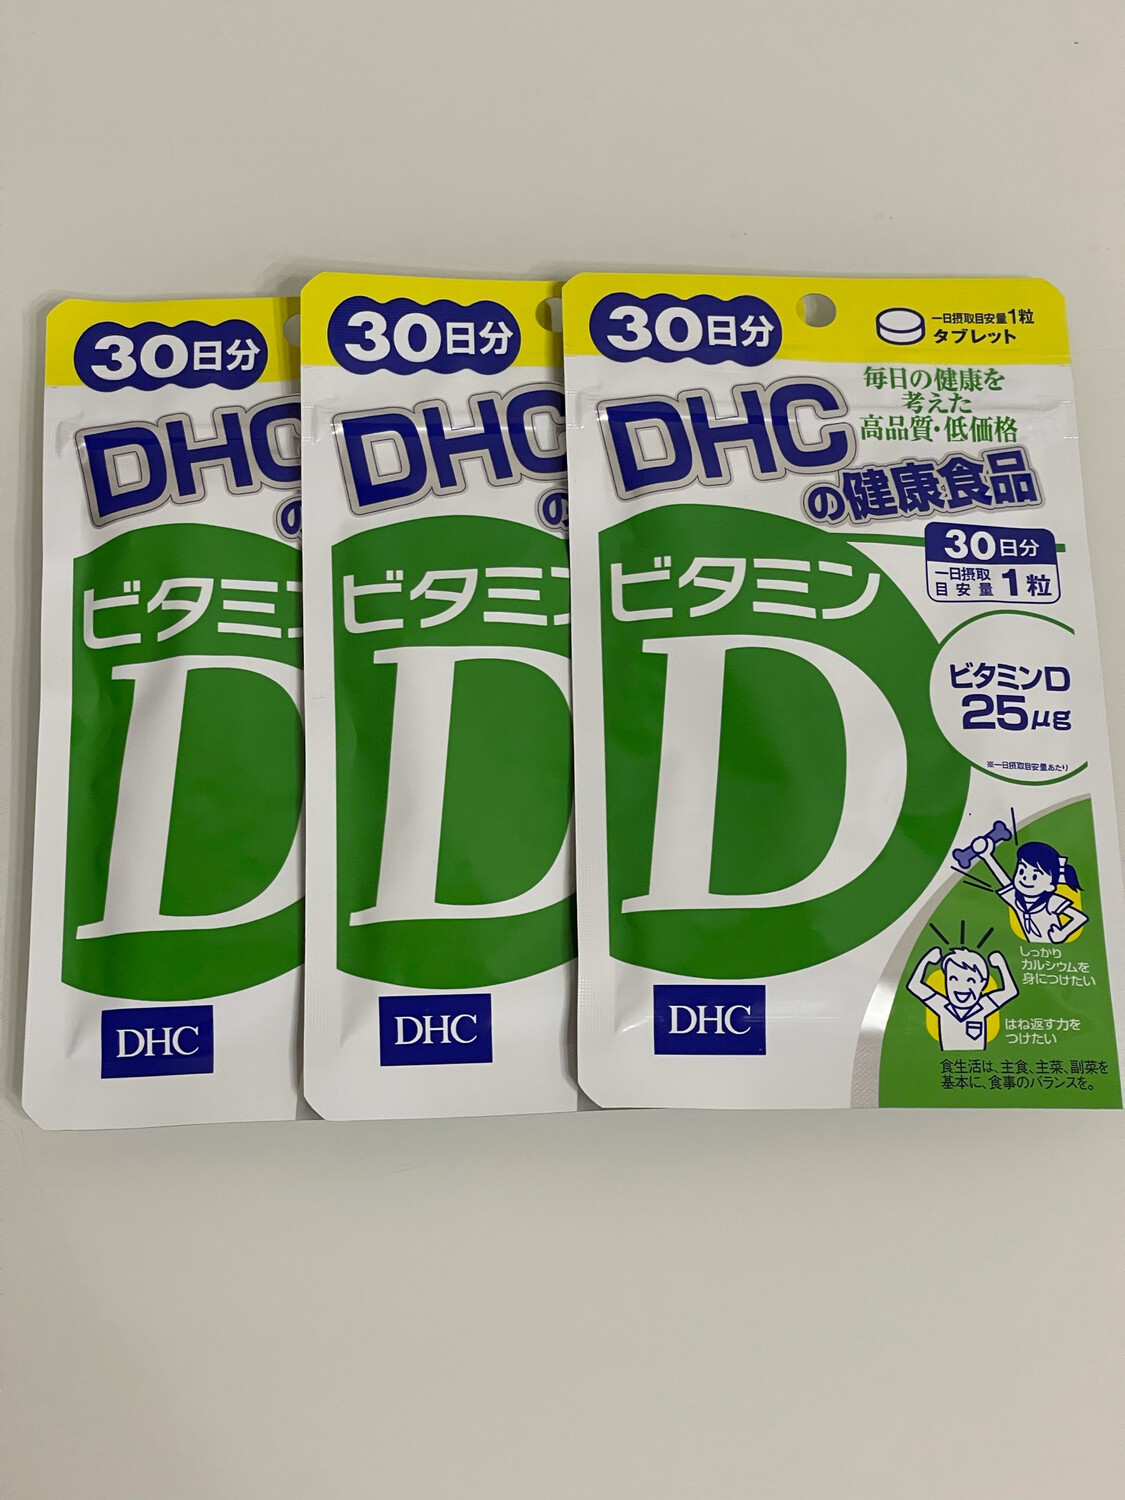 30日分
DHC
の
ビタミ
D
DHC
30日分
DHC
の
ビタミ
D
DHC
30日分
一日摂取目安量1粒
タブレット
毎日の健康を
考えた
高品質・低価格
DHC
の健康食品
30日分
一日摂取
目安量 1粒
ビタミン
D
ビタミンD
25μg
※一日摂取目安量あたり
しっかり
カルシウムを
身につけたい
はね返す力を
つけたい
DHC
食生活は、主食、主菜、副菜を
基本に、食事のバランスを。